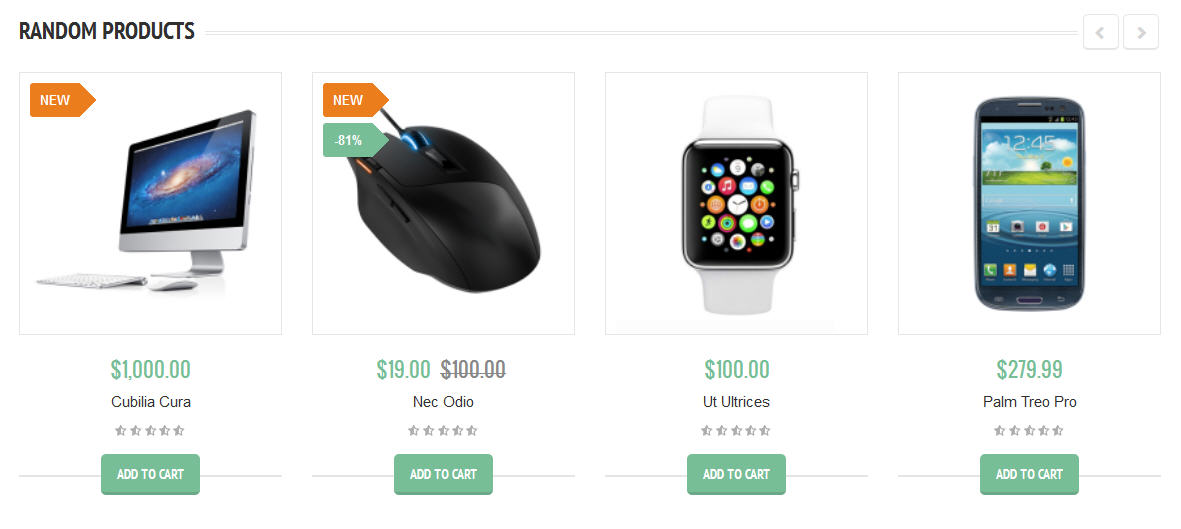 RANDOM PRODUCTS
NEW
NEW
-81%
12:45
$1,000.00
$19.00 $100.00
$100.00
$279.99
Cubilia Cura
Nec Odio
Ut Ultrices
Palm Treo Pro
ADD TO CART
ADD TO CART
ADD TO CART
ADD TO CART